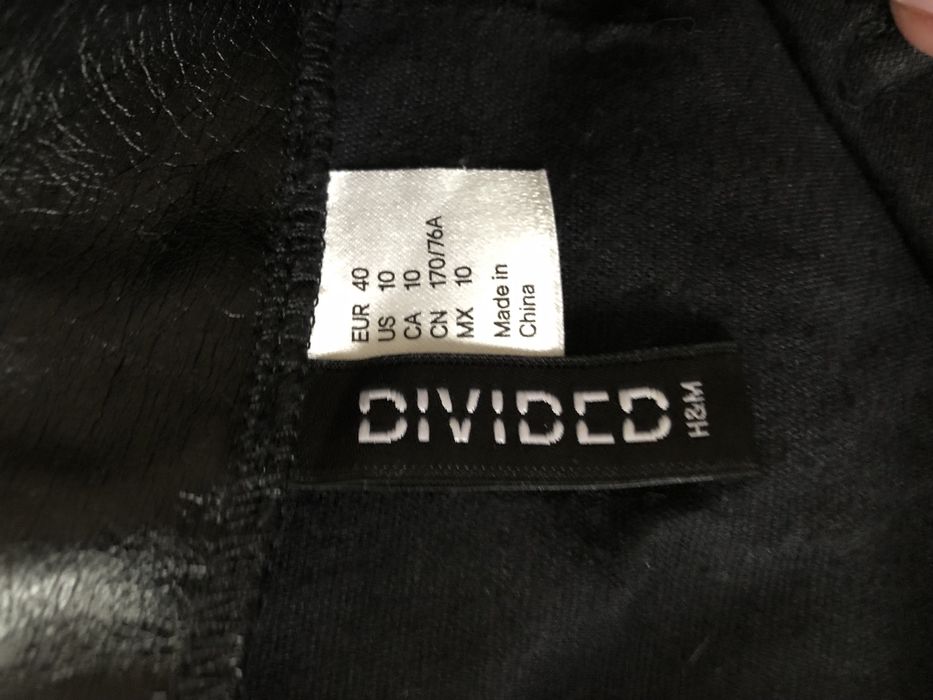 EUR 40
US 10
CA 10
CN 170/76A
MX 10
Made in
China
DIVIDED
H&M